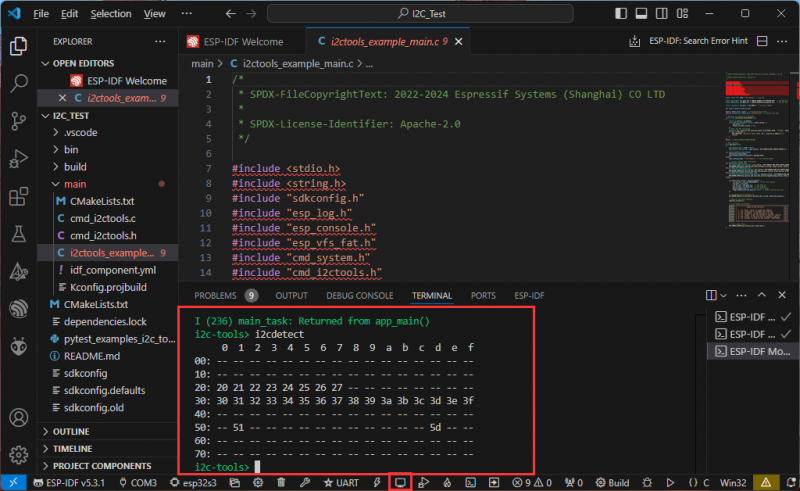 File Edit Selection View ··· I2C_Test
EXPLORER ···
ESP-IDF Welcome
i2ctools_example_main.c 9
ESP-IDF: Search Error Hint
main > C i2ctools_example_main.c > ...
OPEN EDITORS
ESP-IDF Welcome
C i2ctools_exam... 9
I2C_TEST
.vscode
bin
build
main
C CMakeLists.txt
C cmd_i2ctools.c
C cmd_i2ctools.h
C i2ctools_example... 9
! idf_component.yml
Kconfig.projbuild
CMakeLists.txt
dependencies.lock
pytest_examples_i2c_to...
README.md
sdkconfig
sdkconfig.defaults
sdkconfig.old
OUTLINE
TIMELINE
PROJECT COMPONENTS
1 /*
2 * SPDX-FileCopyrightText: 2022-2024 Espressif Systems (Shanghai) CO LTD
3 *
4 * SPDX-License-Identifier: Apache-2.0
5 */
6
7 #include <stdio.h>
8 #include <string.h>
9 #include "sdkconfig.h"
10 #include "esp_log.h"
11 #include "esp_console.h"
12 #include "esp_vfs_fat.h"
13 #include "cmd_system.h"
14 #include "cmd_i2ctools.h"
PROBLEMS 9 OUTPUT DEBUG CONSOLE TERMINAL PORTS ESP-IDF
I (236) main_task: Returned from app_main()
i2c-tools> i2cdetect
0 1 2 3 4 5 6 7 8 9 a b c d e f
00: -- -- -- -- -- -- -- -- -- -- -- -- -- -- -- --
10: -- -- -- -- -- -- -- -- -- -- -- -- -- -- -- --
20: 20 21 22 23 24 25 26 27 -- -- -- -- -- -- -- --
30: 30 31 32 33 34 35 36 37 38 39 3a 3b 3c 3d 3e 3f
40: -- -- -- -- -- -- -- -- -- -- -- -- -- -- -- --
50: -- 51 -- -- -- -- -- -- -- -- -- -- -- 5d -- --
60: -- -- -- -- -- -- -- -- -- -- -- -- -- -- -- --
70: -- -- -- -- -- -- -- -- -- -- -- -- -- -- -- --
i2c-tools>
ESP-IDF ...
ESP-IDF ...
ESP-IDF Mo...
ESP-IDF v5.3.1 COM3 esp32s3 UART 9 0 0 Build {} C Win32